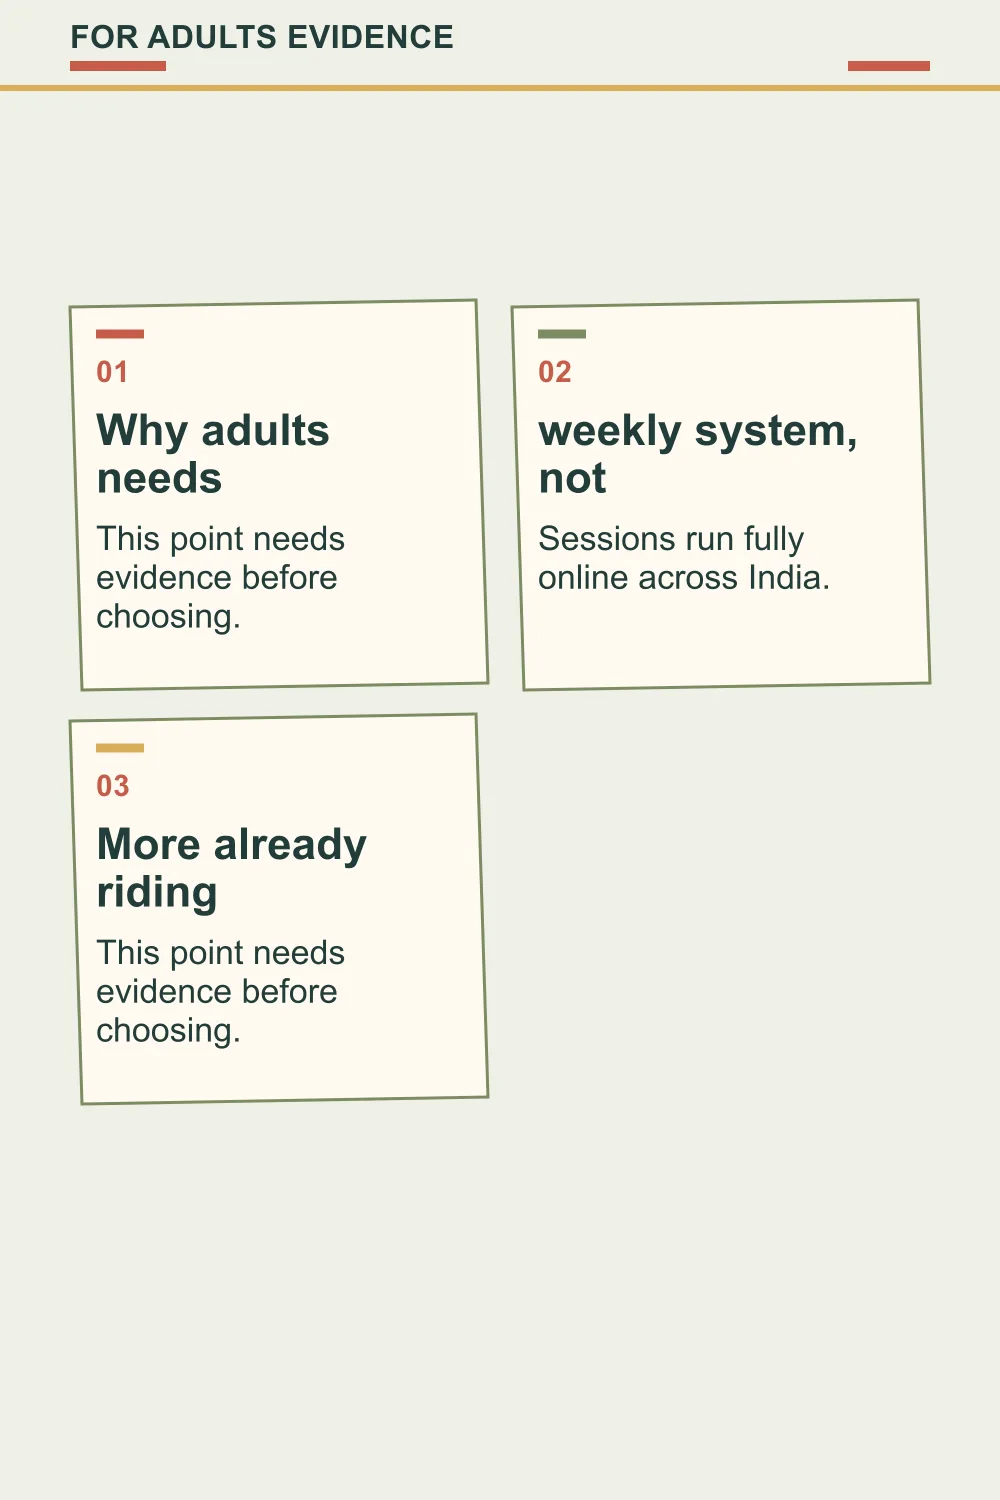 FOR ADULTS EVIDENCE
01
Why adults
needs
This point needs
evidence before
choosing.
02
weekly system,
not
Sessions run fully
online across India.
03
More already
riding
This point needs
evidence before
choosing.